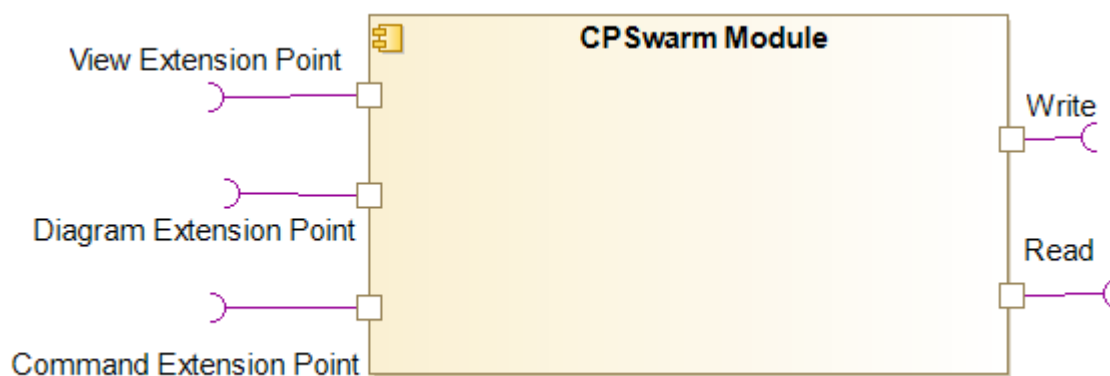 CPSwarm Module
View Extension Point
Write
Diagram Extension Point
Read
Command Extension Point